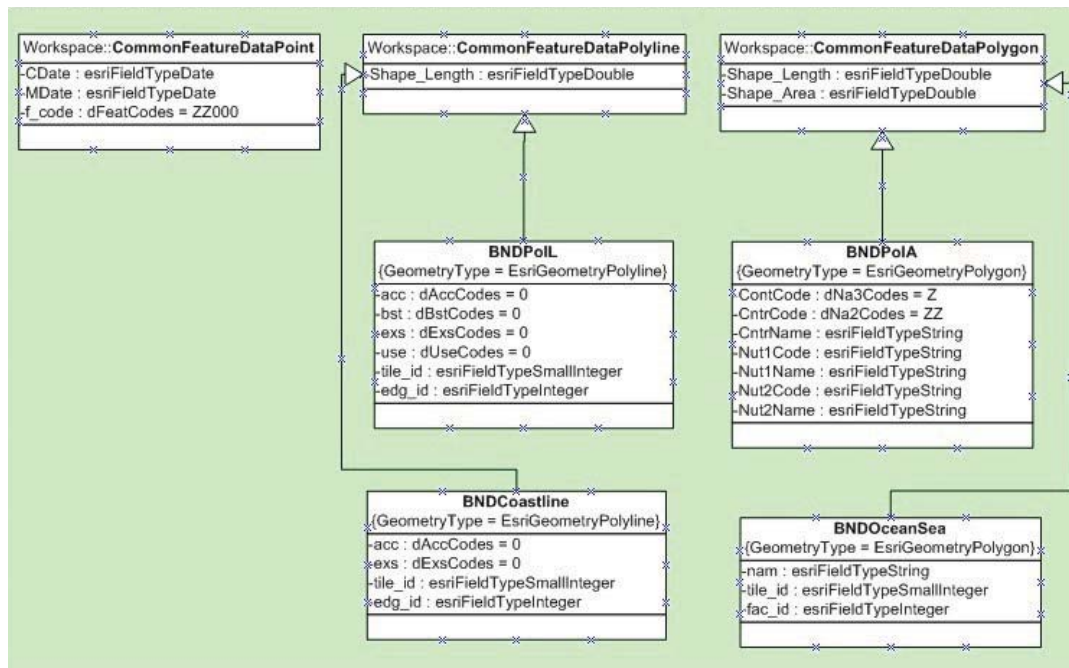 Workspace::CommonFeatureDataPoint
-CDate : esriFieldTypeDate
-MDate : esriFieldTypeDate
-f_code : dFeatCodes = ZZ000
Workspace::CommonFeatureDataPolyline
-Shape_Length : esriFieldTypeDouble
Workspace::CommonFeatureDataPolygon
-Shape_Length : esriFieldTypeDouble
-Shape_Area : esriFieldTypeDouble
BNDPolL
{GeometryType = EsriGeometryPolyline}
-acc : dAccCodes = 0
-bst : dBstCodes = 0
-exs : dExsCodes = 0
-use : dUseCodes = 0
-tile_id : esriFieldTypeSmallInteger
-edg_id : esriFieldTypeInteger
BNDPolA
{GeometryType = EsriGeometryPolygon}
-ContCode : dNa3Codes = Z
-CntrCode : dNa2Codes = ZZ
-CntrName : esriFieldTypeString
-Nut1Code : esriFieldTypeString
-Nut1Name : esriFieldTypeString
-Nut2Code : esriFieldTypeString
-Nut2Name : esriFieldTypeString
BNDCoastline
{GeometryType = EsriGeometryPolyline}
-acc : dAccCodes = 0
-exs : dExsCodes = 0
-tile_id : esriFieldTypeSmallInteger
-edg_id : esriFieldTypeInteger
BNDOceanSea
{GeometryType = EsriGeometryPolygon}
-nam : esriFieldTypeString
-tile_id : esriFieldTypeSmallInteger
-fac_id : esriFieldTypeInteger